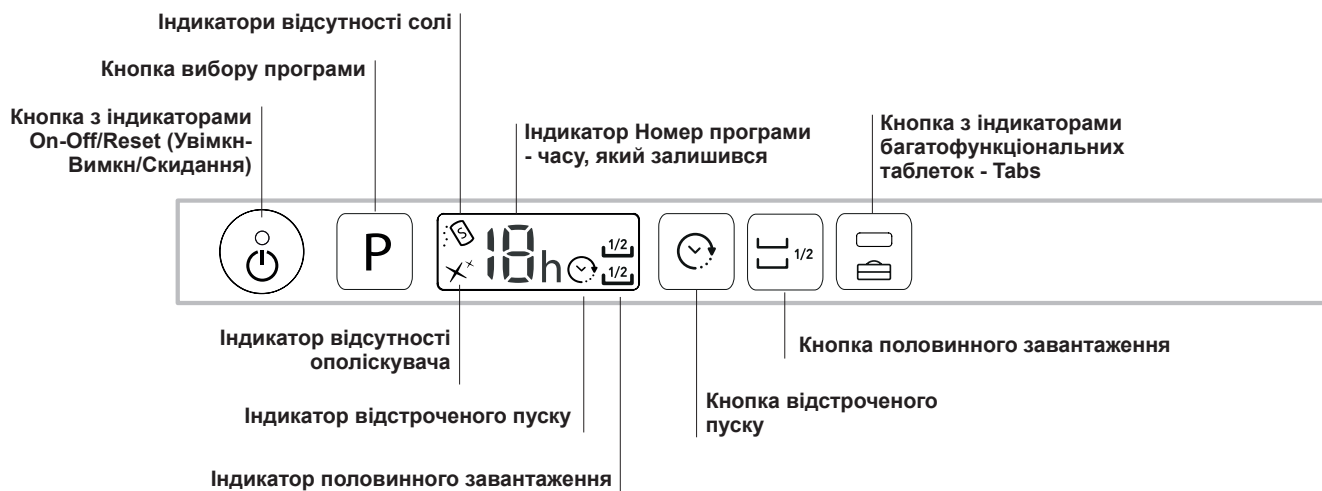 Індикатори відсутності солі
Кнопка вибору програми
Кнопка з індикаторами
On-Off/Reset (Увімкн-
Вимкн/Скидання)
Індикатор Номер програми
- часу, який залишився
Кнопка з індикаторами
багатофункціональних
таблеток - Tabs
P
S
18h
1/2
1/2
1/2
Індикатор відсутності
ополіскувача
Індикатор відстроченого пуску
Індикатор половинного завантаження
Кнопка відстроченого
пуску
Кнопка половинного завантаження